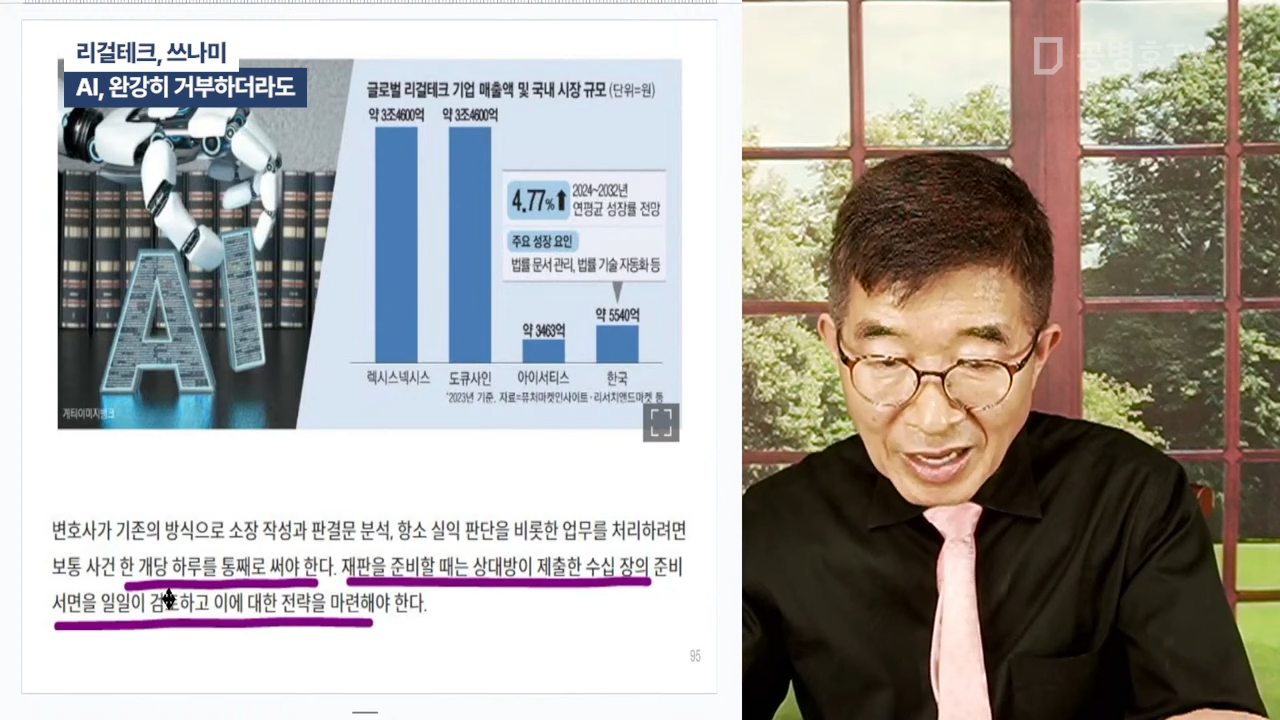 리걸테크, 쓰나미
AI, 완강히 거부하더라도
글로벌 리걸테크 기업 매출액 및 국내 시장 규모 (단위=원)
약 3조4600억
약 3조4600억
4.77%
2024~2032년
연평균 성장률 전망
주요 성장 요인
법률 문서 관리, 법률 기술 자동화 등
약 3463억
약 5540억
렉시스넥시스
도큐사인
아이서티스
한국
*2023년 기준. 자료=퓨처마켓인사이트·리서치앤드마켓 등
AI
게티이미지뱅크
변호사가 기존의 방식으로 소장 작성과 판결문 분석, 항소 실익 판단을 비롯한 업무를 처리하려면
보통 사건 한 개당 하루를 통째로 써야 한다. 재판을 준비할 때는 상대방이 제출한 수십 장의 준비
서면을 일일이 검토하고 이에 대한 전략을 마련해야 한다.
95
공병호